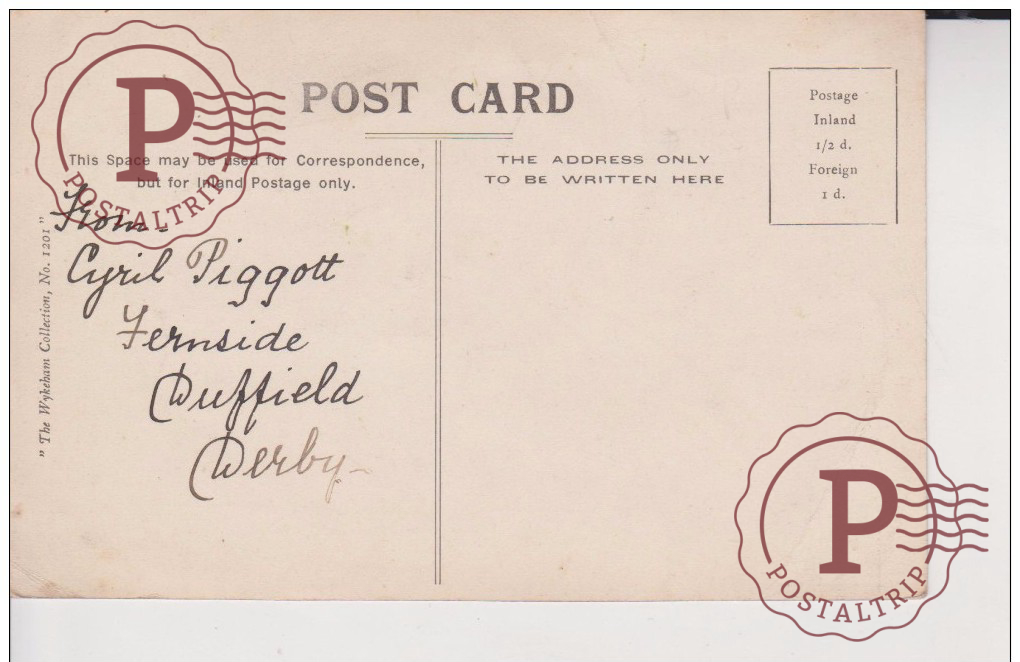 POST CARD
This Space may be used for Correspondence,
but for Inland Postage only.
THE ADDRESS ONLY
TO BE WRITTEN HERE
Postage
Inland
1/2 d.
Foreign
1 d.
From-
Cyril Piggott
Fernside
Duffield
Derby-
"The Wykeham Collection, No. 1201"
P
POSTALTRIP
P
POSTALTRIP